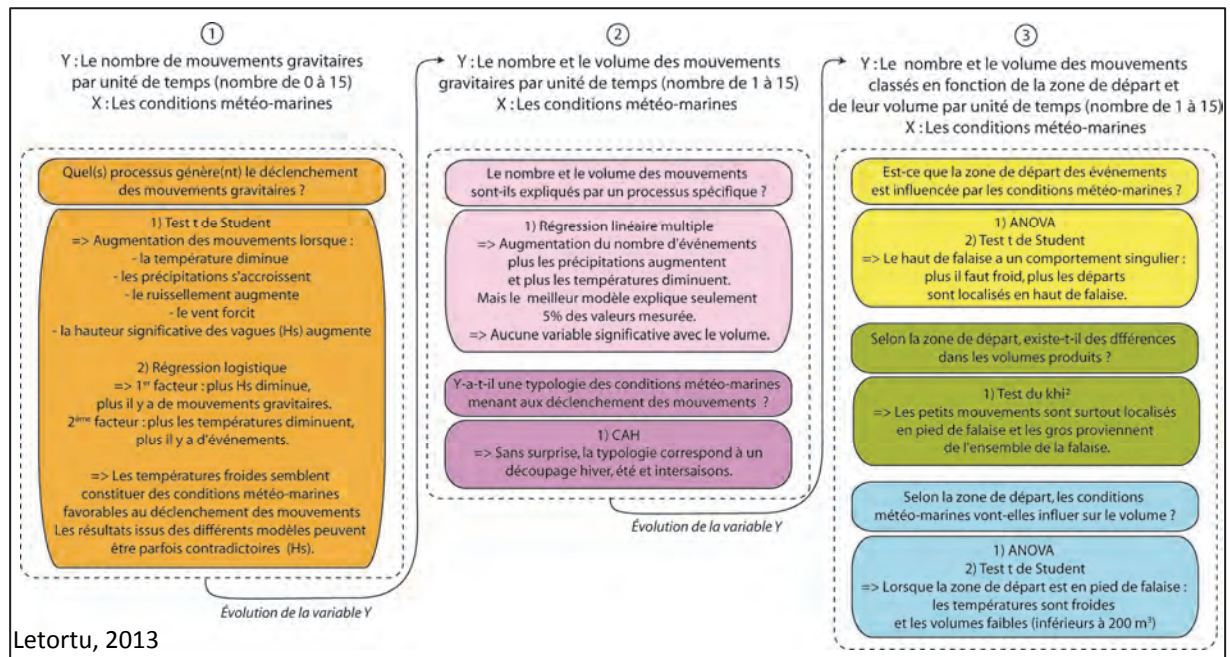 ①
Y : Le nombre de mouvements gravitaires
par unité de temps (nombre de 0 à 15)
X : Les conditions météo-marines
Quel(s) processus génère(nt) le déclenchement
des mouvements gravitaires ?
1) Test t de Student
=> Augmentation des mouvements lorsque :
- la température diminue
- les précipitations s'accroissent
- le ruissellement augmente
- le vent forcit
- la hauteur significative des vagues (Hs) augmente
2) Régression logistique
=> 1er facteur : plus Hs diminue,
plus il y a de mouvements gravitaires.
2ème facteur : plus les températures diminuent,
plus il y a d'événements.
=> Les températures froides semblent
constituer des conditions météo-marines
favorables au déclenchement des mouvements
Les résultats issus des différents modèles peuvent
être parfois contradictoires (Hs).
Évolution de la variable Y
②
Y : Le nombre et le volume des mouvements
gravitaires par unité de temps (nombre de 1 à 15)
X : Les conditions météo-marines
Le nombre et le volume des mouvements
sont-ils expliqués par un processus spécifique ?
1) Régression linéaire multiple
=> Augmentation du nombre d'événements
plus les précipitations augmentent
et plus les températures diminuent.
Mais le meilleur modèle explique seulement
5% des valeurs mesurée.
=> Aucune variable significative avec le volume.
Y-a-t-il une typologie des conditions météo-marines
menant aux déclenchement des mouvements ?
1) CAH
=> Sans surprise, la typologie correspond à un
découpage hiver, été et intersaisons.
Évolution de la variable Y
③
Y : Le nombre et le volume des mouvements
classés en fonction de la zone de départ et
de leur volume par unité de temps (nombre de 1 à 15)
X : Les conditions météo-marines
Est-ce que la zone de départ des événements
est influencée par les conditions météo-marines ?
1) ANOVA
2) Test t de Student
=> Le haut de falaise a un comportement singulier :
plus il faut froid, plus les départs
sont localisés en haut de falaise.
Selon la zone de départ, existe-t-il des dfférences
dans les volumes produits ?
1) Test du khi²
=> Les petits mouvements sont surtout localisés
en pied de falaise et les gros proviennent
de l'ensemble de la falaise.
Selon la zone de départ, les conditions
météo-marines vont-elles influer sur le volume ?
1) ANOVA
2) Test t de Student
=> Lorsque la zone de départ est en pied de falaise :
les températures sont froides
et les volumes faibles (inférieurs à 200 m³)
Letortu, 2013